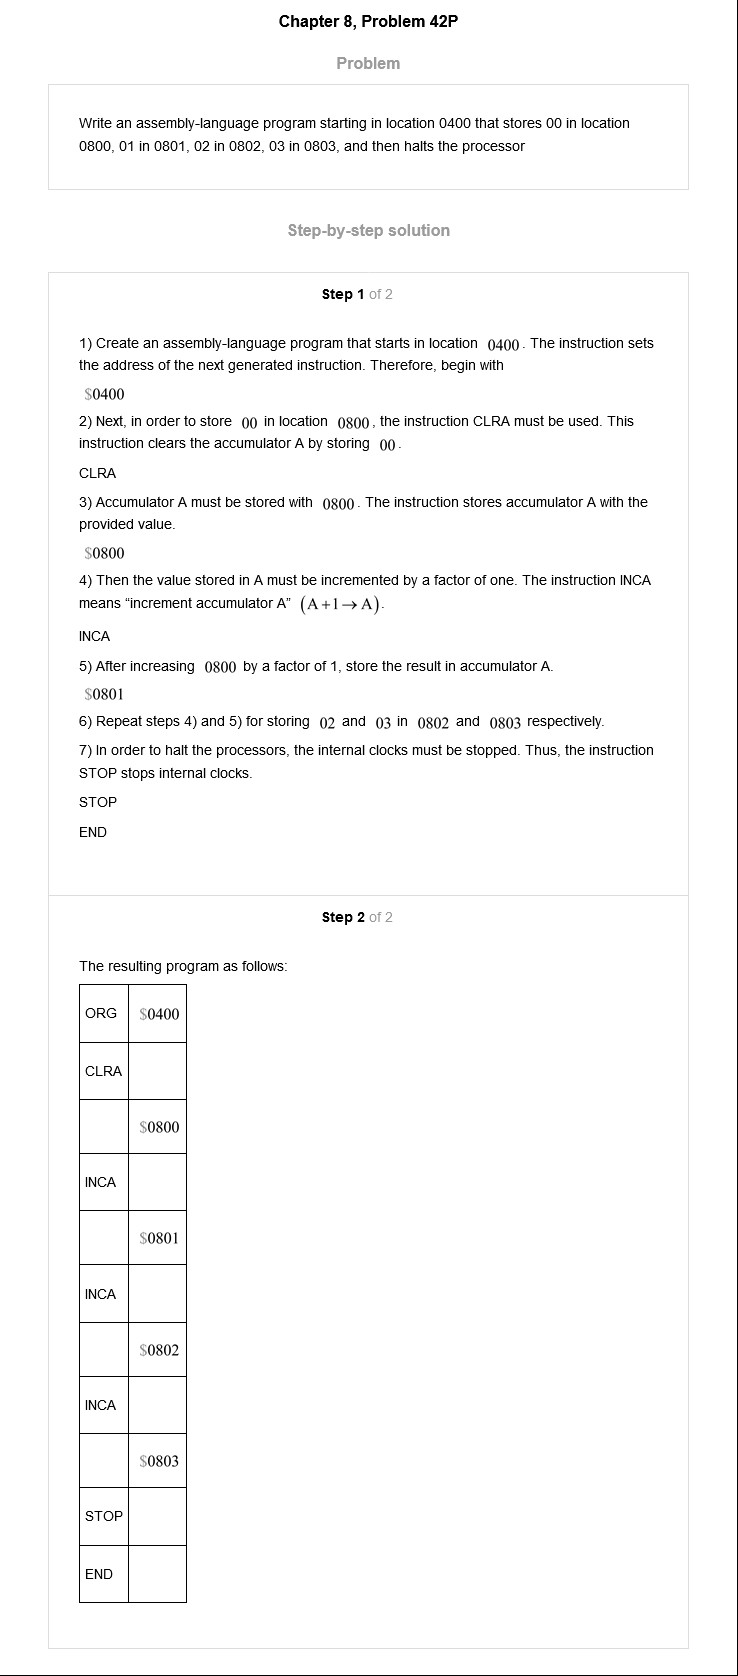 Chapter 8, Problem 42P
Problem
Write an assembly-language program starting in location 0400 that stores 00 in location
0800, 01 in 0801, 02 in 0802, 03 in 0803, and then halts the processor
Step-by-step solution
Step 1 of 2
1) Create an assembly-language program that starts in location 0400. The instruction sets
the address of the next generated instruction. Therefore, begin with
$0400
2) Next, in order to store 00 in location 0800, the instruction CLRA must be used. This
instruction clears the accumulator A by storing 00.
CLRA
3) Accumulator A must be stored with 0800. The instruction stores accumulator A with the
provided value.
$0800
4) Then the value stored in A must be incremented by a factor of one. The instruction INCA
means “increment accumulator A” (A+1→A).
INCA
5) After increasing 0800 by a factor of 1, store the result in accumulator A.
$0801
6) Repeat steps 4) and 5) for storing 02 and 03 in 0802 and 0803 respectively.
7) In order to halt the processors, the internal clocks must be stopped. Thus, the instruction
STOP stops internal clocks.
STOP
END
Step 2 of 2
The resulting program as follows:
ORG $0400
CLRA
$0800
INCA
$0801
INCA
$0802
INCA
$0803
STOP
END